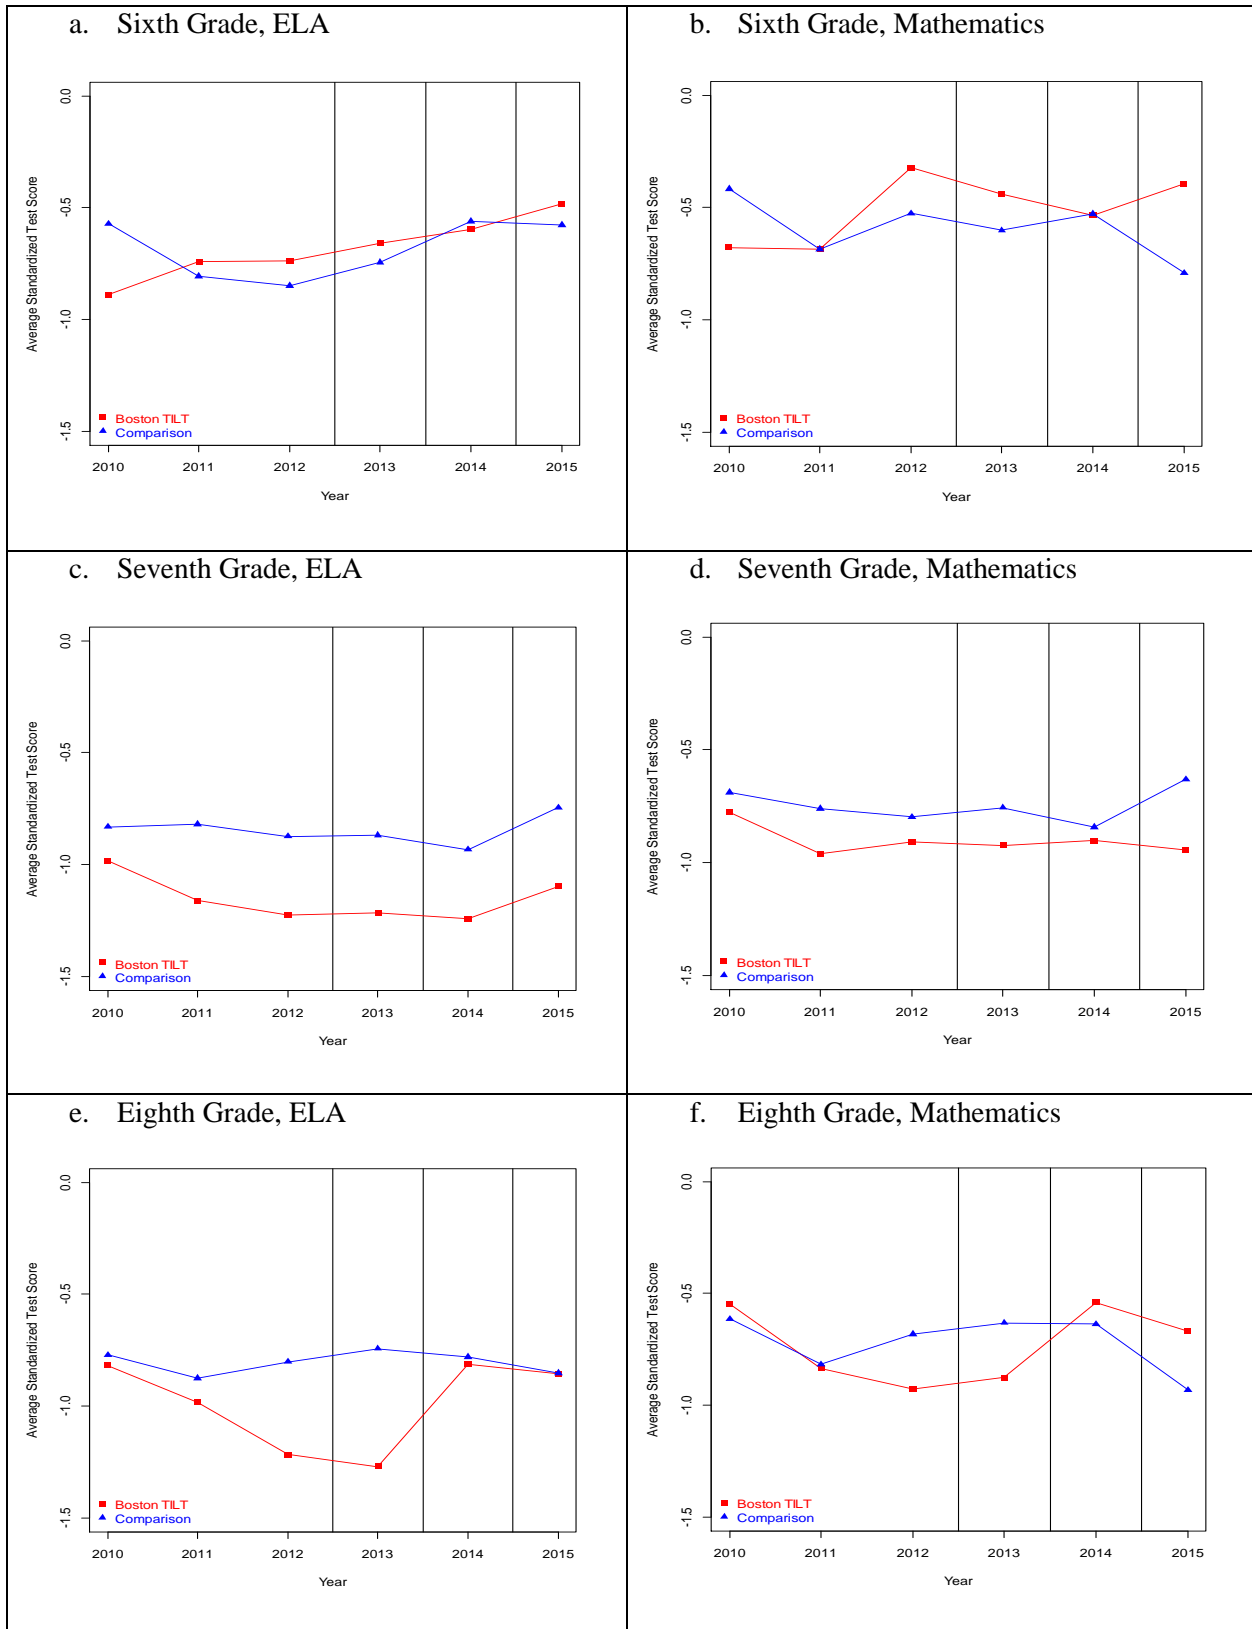 a. Sixth Grade, ELA
Average Standardized Test Score
0.0
-0.5
-1.0
-1.5
Boston TILT
Comparison
2010 2011 2012 2013 2014 2015
Year
b. Sixth Grade, Mathematics
Average Standardized Test Score
0.0
-0.5
-1.0
-1.5
Boston TILT
Comparison
2010 2011 2012 2013 2014 2015
Year
c. Seventh Grade, ELA
Average Standardized Test Score
0.0
-0.5
-1.0
-1.5
Boston TILT
Comparison
2010 2011 2012 2013 2014 2015
Year
d. Seventh Grade, Mathematics
Average Standardized Test Score
0.0
-0.5
-1.0
-1.5
Boston TILT
Comparison
2010 2011 2012 2013 2014 2015
Year
e. Eighth Grade, ELA
Average Standardized Test Score
0.0
-0.5
-1.0
-1.5
Boston TILT
Comparison
2010 2011 2012 2013 2014 2015
Year
f. Eighth Grade, Mathematics
Average Standardized Test Score
0.0
-0.5
-1.0
-1.5
Boston TILT
Comparison
2010 2011 2012 2013 2014 2015
Year